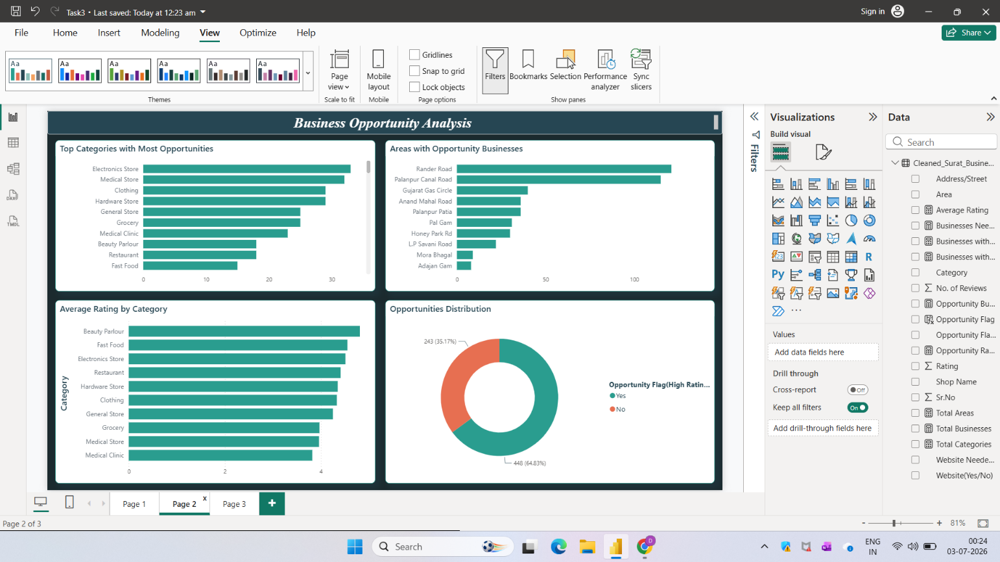 Task3 • Last saved: Today at 12:23 am
Sign in
File
Home
Insert
Modeling
View
Optimize
Help
Share
Aa
Aa
Aa
Aa
Aa
Aa
Page view
Mobile layout
Gridlines
Snap to grid
Lock objects
Filters
Bookmarks
Selection
Performance analyzer
Sync slicers
Themes
Scale to fit
Mobile
Page options
Show panes
Business Opportunity Analysis
Top Categories with Most Opportunities
Electronics Store
Medical Store
Clothing
Hardware Store
General Store
Grocery
Medical Clinic
Beauty Parlour
Restaurant
Fast Food
0 10 20 30
Areas with Opportunity Businesses
Rander Road
Palanpur Canal Road
Gujarat Gas Circle
Anand Mahal Road
Palanpur Patia
Pal Gam
Honey Park Rd
L.P Savani Road
Mora Bhagal
Adajan Gam
0 50 100
Average Rating by Category
Category
Beauty Parlour
Fast Food
Electronics Store
Restaurant
Hardware Store
Clothing
General Store
Grocery
Medical Store
Medical Clinic
0 2 4
Opportunities Distribution
243 (35.17%)
448 (64.83%)
Opportunity Flag(High Ratin...
Yes
No
Filters
Visualizations
Build visual
123
R
Py
...
Values
Add data fields here
Drill through
Cross-report
Off
Keep all filters
On
Add drill-through fields here
Data
Search
Cleaned_Surat_Busine...
Address/Street
Area
Average Rating
Businesses Nee...
Businesses with...
Businesses with...
Category
No. of Reviews
Opportunity Bu...
Opportunity Flag
Opportunity Fla...
Opportunity Ra...
Rating
Shop Name
Sr.No
Total Areas
Total Businesses
Total Categories
Website Neede...
Website(Yes/No)
DAX
TMDL
Page 1
Page 2
x
Page 3
+
Page 2 of 3
- + 81%
Search
D
ENG
IN
00:24
03-07-2026